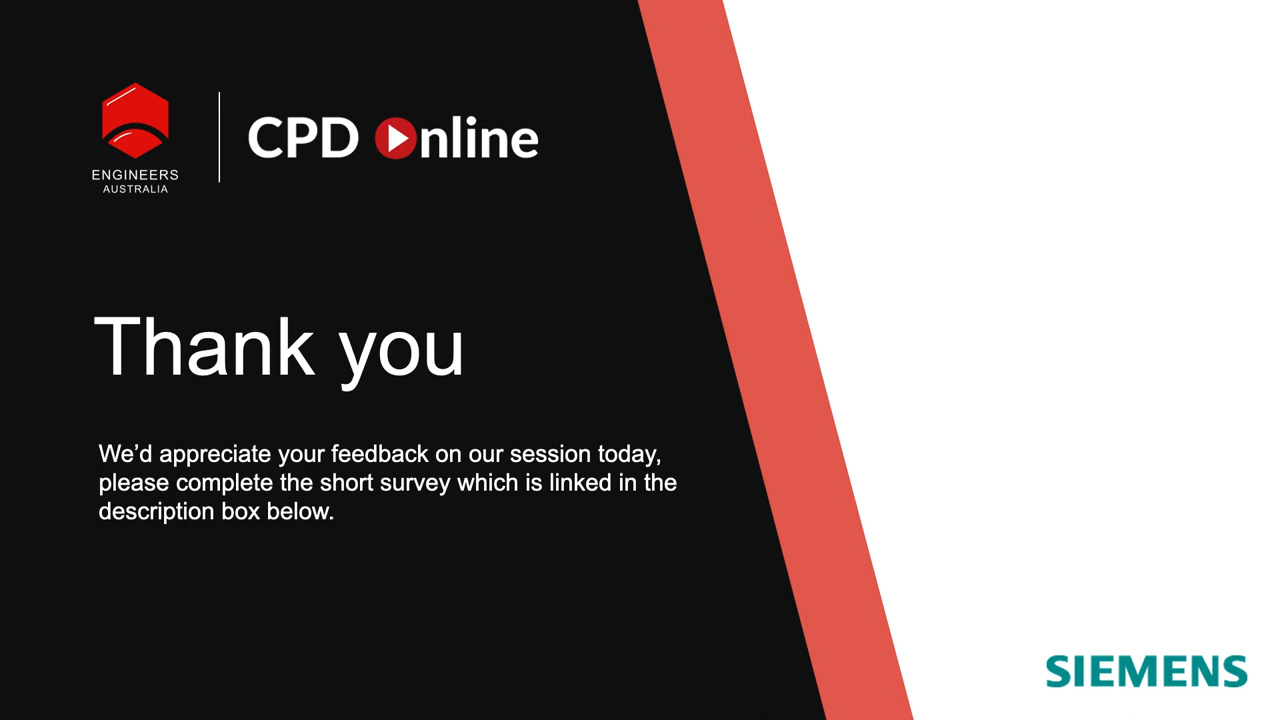 ENGINEERS
AUSTRALIA
CPD Online
Thank you
We’d appreciate your feedback on our session today,
please complete the short survey which is linked in the
description box below.
SIEMENS